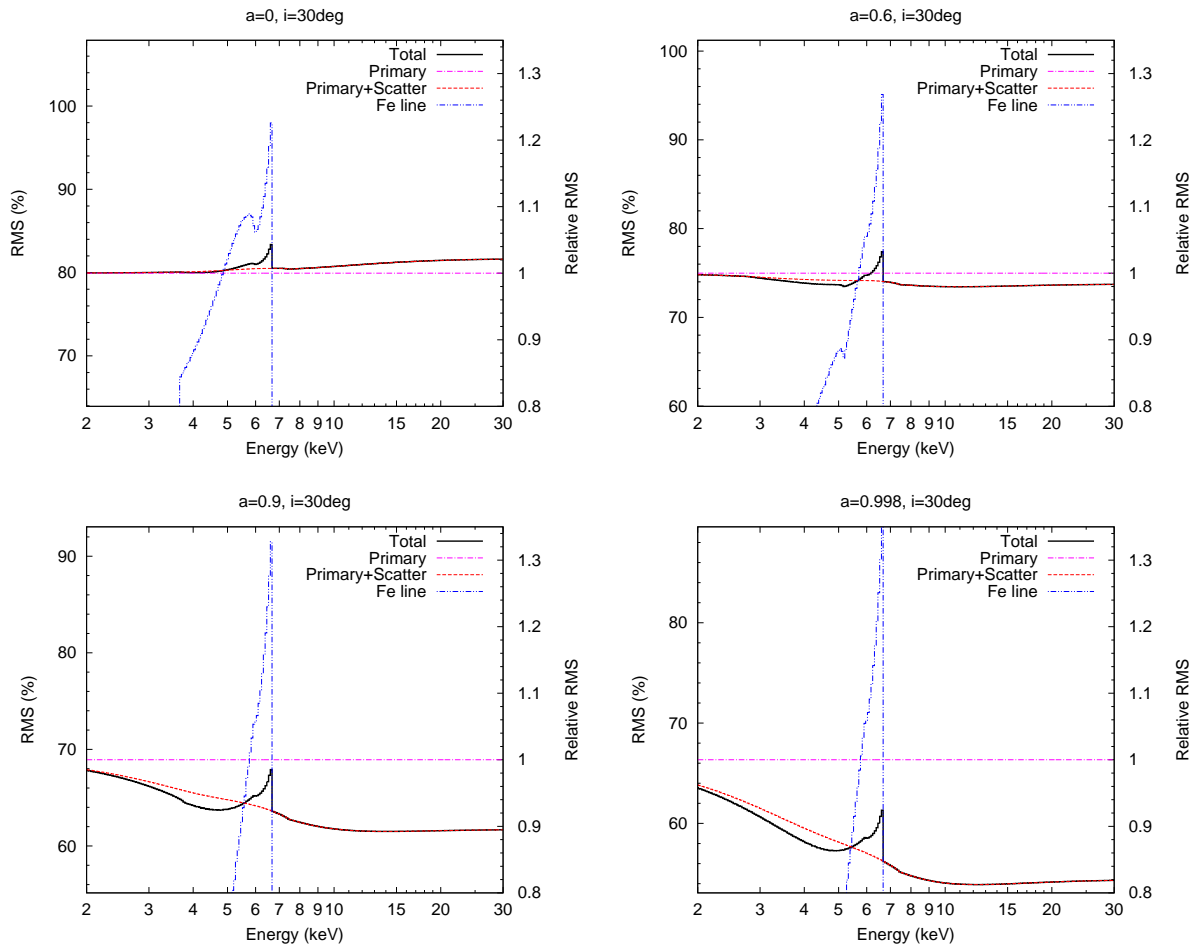 a=0, i=30deg
Total
Primary
Primary+Scatter
Fe line
RMS (%)
100
90
80
70
Relative RMS
1.3
1.2
1.1
1
0.9
0.8
2 3 4 5 6 7 8 9 10 15 20 30
Energy (keV)
a=0.6, i=30deg
Total
Primary
Primary+Scatter
Fe line
RMS (%)
100
90
80
70
60
Relative RMS
1.3
1.2
1.1
1
0.9
0.8
2 3 4 5 6 7 8 9 10 15 20 30
Energy (keV)
a=0.9, i=30deg
Total
Primary
Primary+Scatter
Fe line
RMS (%)
90
80
70
60
Relative RMS
1.3
1.2
1.1
1
0.9
0.8
2 3 4 5 6 7 8 9 10 15 20 30
Energy (keV)
a=0.998, i=30deg
Total
Primary
Primary+Scatter
Fe line
RMS (%)
80
70
60
Relative RMS
1.3
1.2
1.1
1
0.9
0.8
2 3 4 5 6 7 8 9 10 15 20 30
Energy (keV)